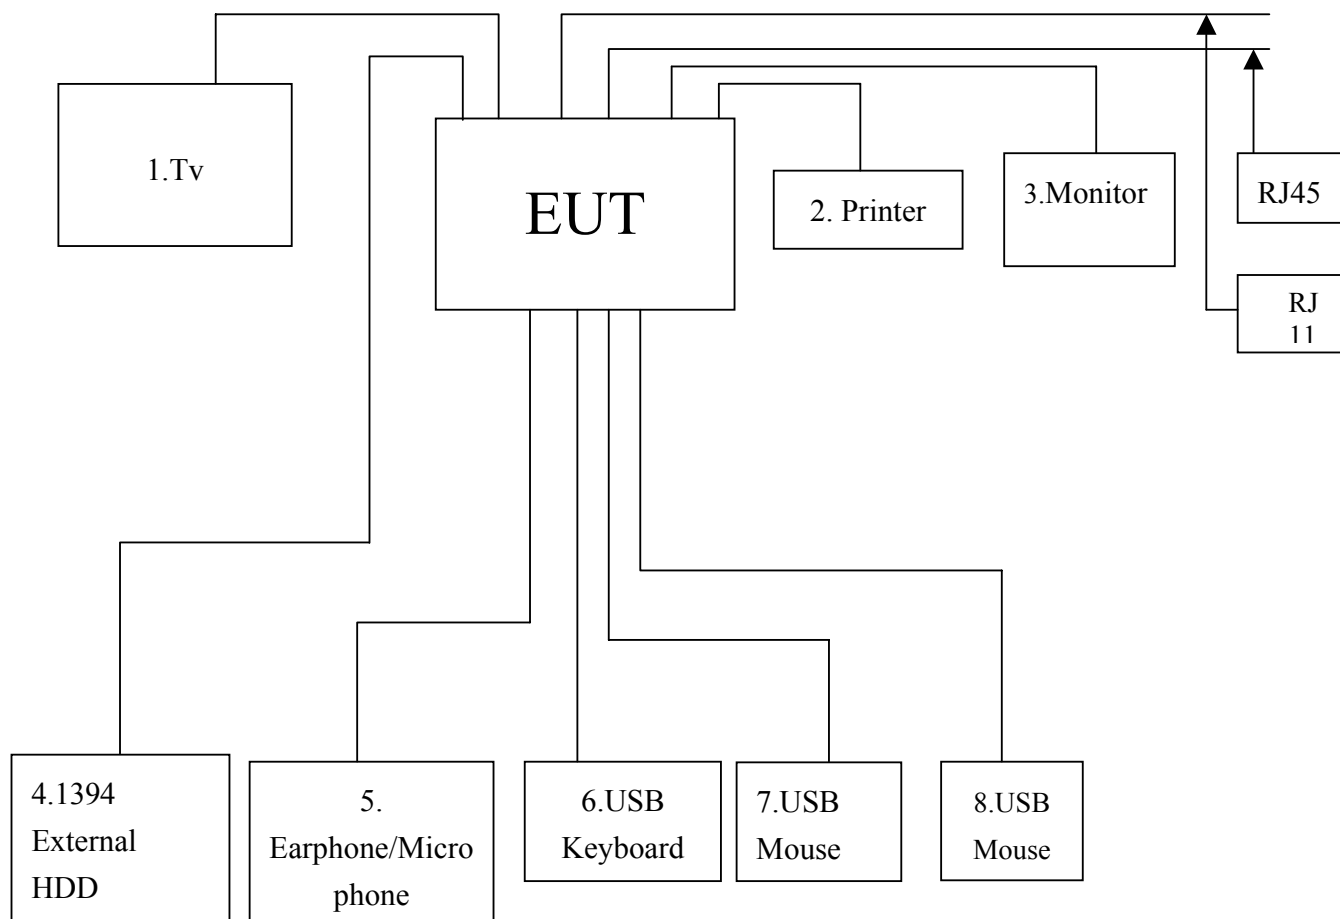 1.Tv
EUT
2. Printer
3.Monitor
RJ45
RJ
11
4.1394
External
HDD
5.
Earphone/Micro
phone
6.USB
Keyboard
7.USB
Mouse
8.USB
Mouse